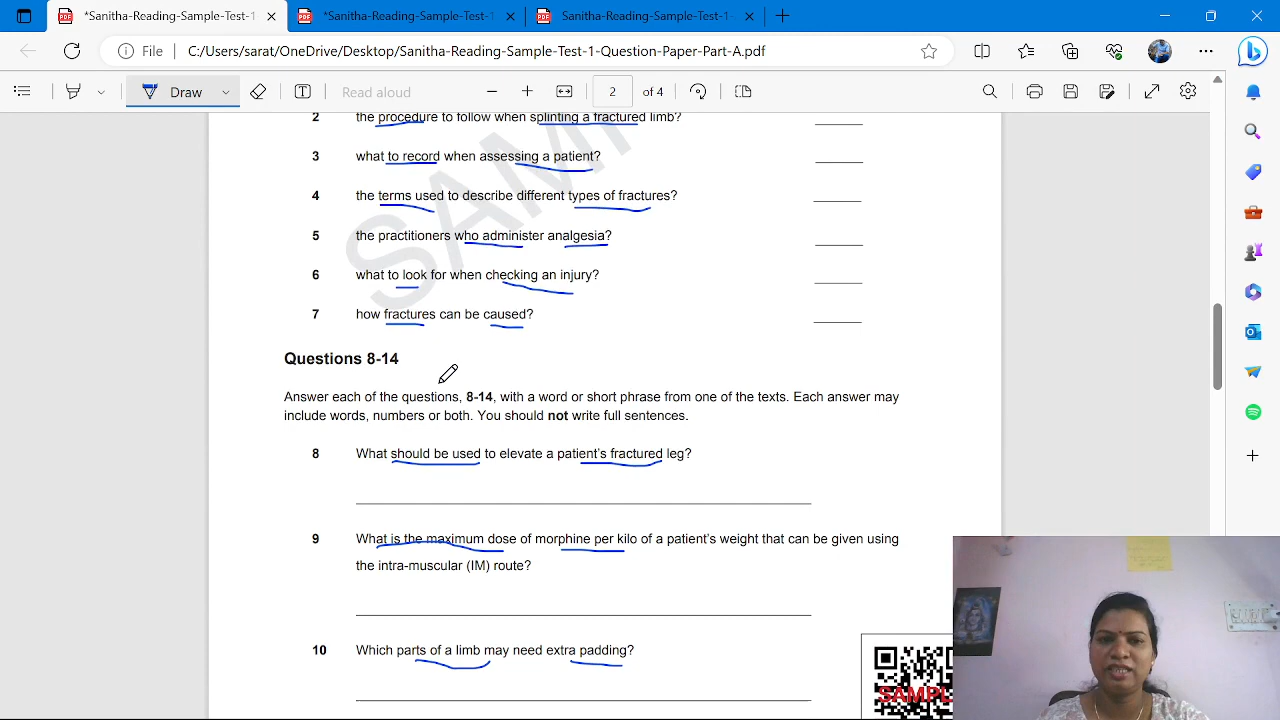 *Sanitha-Reading-Sample-Test-1
*Sanitha-Reading-Sample-Test-1
Sanitha-Reading-Sample-Test-1-
File
C:/Users/sarat/OneDrive/Desktop/Sanitha-Reading-Sample-Test-1-Question-Paper-Part-A.pdf
Draw
Read aloud
2
of 4
2 the procedure to follow when splinting a fractured limb?
3 what to record when assessing a patient?
4 the terms used to describe different types of fractures?
5 the practitioners who administer analgesia?
6 what to look for when checking an injury?
7 how fractures can be caused?
SAMP
Questions 8-14
Answer each of the questions, 8-14, with a word or short phrase from one of the texts. Each answer may
include words, numbers or both. You should not write full sentences.
8 What should be used to elevate a patient's fractured leg?
9 What is the maximum dose of morphine per kilo of a patient's weight that can be given using
the intra-muscular (IM) route?
10 Which parts of a limb may need extra padding?
SAMPL